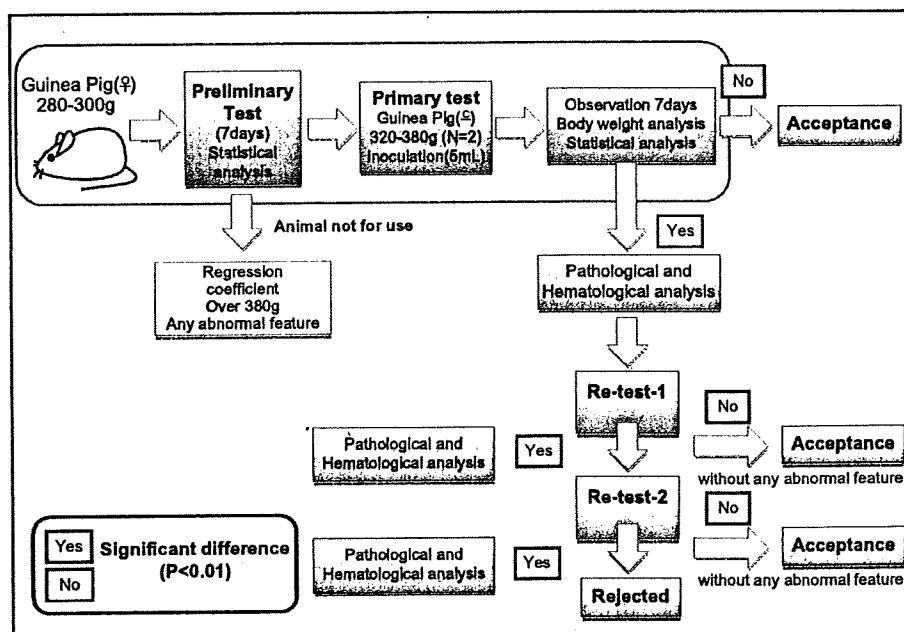 Guinea Pig(♀)
280-300g
Preliminary
Test
(7days)
Statistical
analysis
Primary test
Guinea Pig(♀)
320-380g (N=2)
Inoculation(5mL)
Observation 7days
Body weight analysis
Statistical analysis
No
Acceptance
Animal not for use
Yes
Regression
coefficient
Over 380g
Any abnormal feature
Pathological and
Hematological analysis
Re-test-1
No
Acceptance
without any abnormal feature
Yes
Pathological and
Hematological analysis
Re-test-2
No
Acceptance
without any abnormal feature
Yes
Pathological and
Hematological analysis
Rejected
Yes
No
Significant difference
(P<0.01)